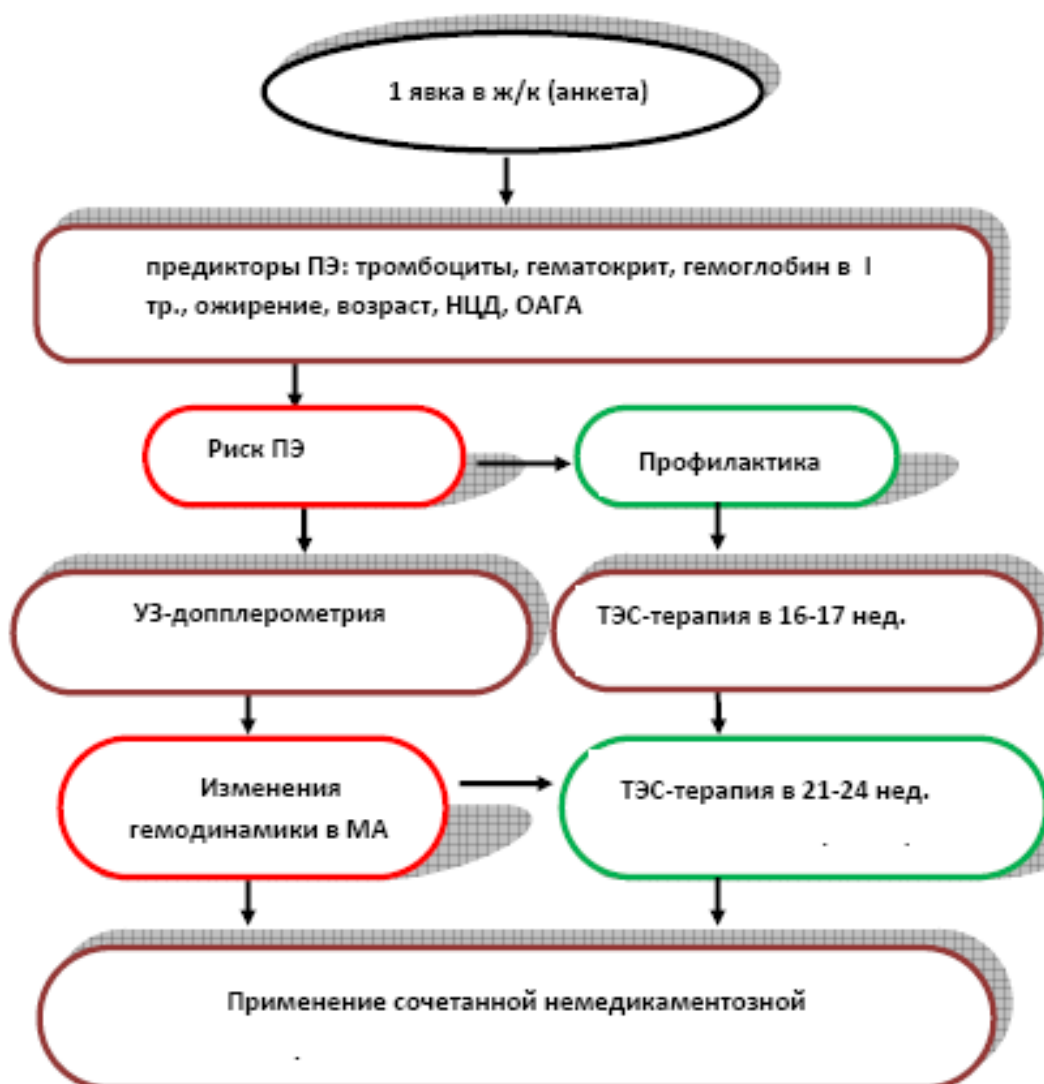 1 явка в ж/к (анкета)
предикторы ПЭ: тромбоциты, гематокрит, гемоглобин в I
тр., ожирение, возраст, НЦД, ОАГА
Риск ПЭ
Профилактика
УЗ-допплерометрия
ТЭС-терапия в 16-17 нед.
Изменения
гемодинамики в МА
ТЭС-терапия в 21-24 нед.
Применение сочетанной немедикаментозной